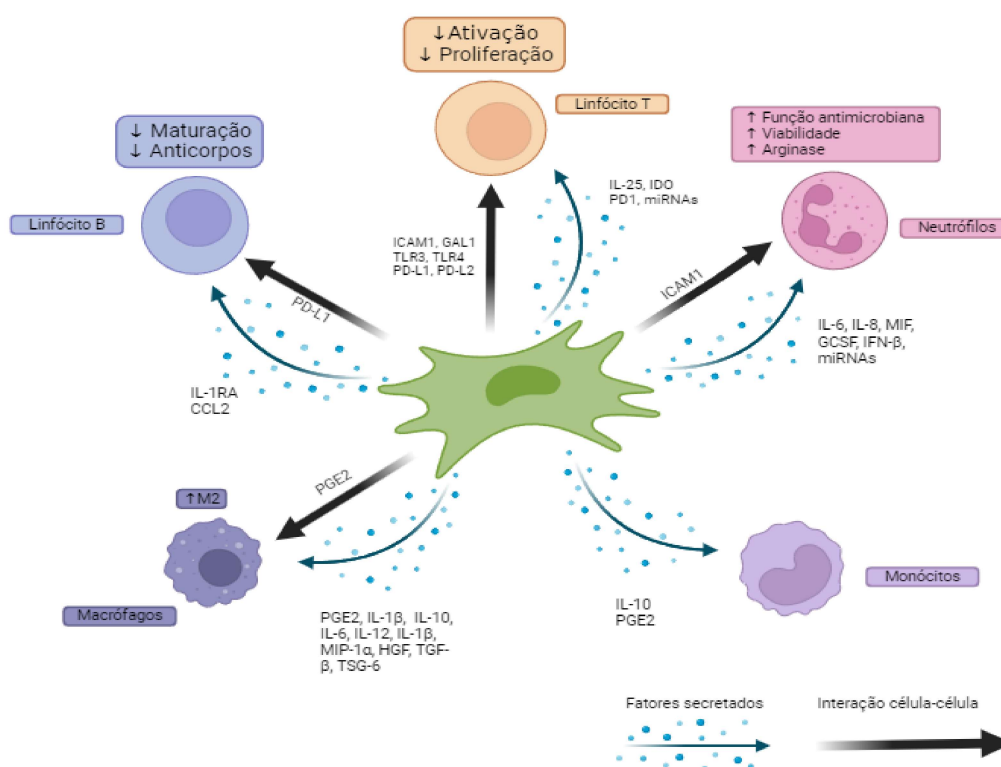 ↓Ativação
↓ Proliferação
Linfócito T
↓ Maturação
↓ Anticorpos
↑ Função antimicrobiana
↑ Viabilidade
↑ Arginase
Linfócito B
Neutrófilos
IL-25, IDO
PD1, miRNAs
ICAM1, GAL1
TLR3, TLR4
PD-L1, PD-L2
PD-L1
ICAM1
IL-6, IL-8, MIF,
GCSF, IFN-β,
miRNAs
IL-1RA
CCL2
PGE2
↑M2
Macrófagos
Monócitos
PGE2, IL-1β, IL-10,
IL-6, IL-12, IL-1β,
MIP-1α, HGF, TGF-
β, TSG-6
IL-10
PGE2
Fatores secretados
Interação célula-célula